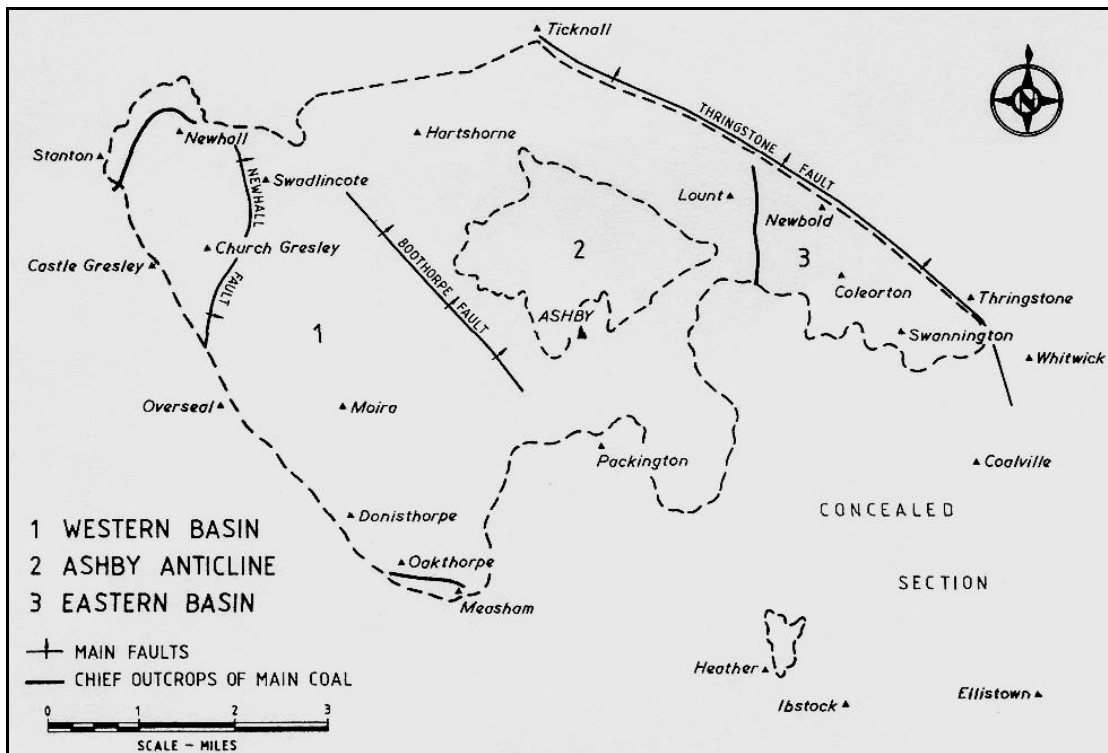 Ticknall
N
THRINGSTONE
FAULT
Hartshorne
Newhall
Stanton
NEWHALL
FAULT
Swadlincote
Lount
Newbold
Church Gresley
Castle Gresley
2
3
BOOTHORPE FAULT
Coleorton
Thringstone
1
ASHBY
Swannington
Whitwick
Overseal
Moira
Packington
Coalville
CONCEALED
SECTION
Donisthorpe
Oakthorpe
Measham
Heather
Ibstock
Ellistown
1 WESTERN BASIN
2 ASHBY ANTICLINE
3 EASTERN BASIN
MAIN FAULTS
CHIEF OUTCROPS OF MAIN COAL
0 1 2 3
SCALE - MILES